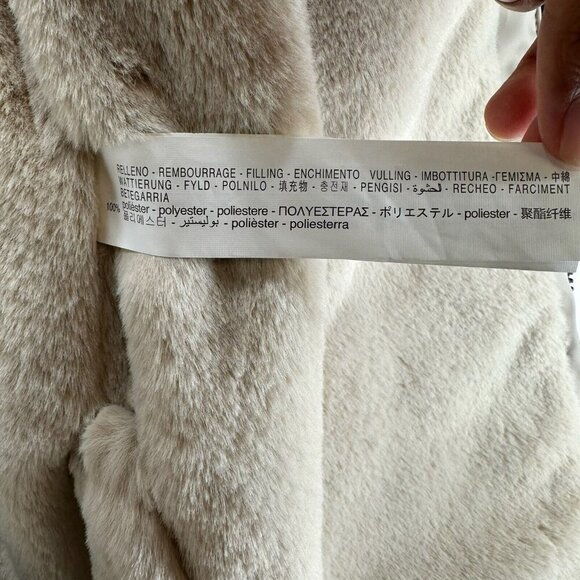 RELLENO - REMBOURRAGE - FILLING - ENCHIMENTO VULLING - IMBOTTITURA - ΓΕΜΙΣΜΑ - 中綿
WATTIERUNG - FYLD - POLNILO - 填充物 - 충전재 - PENGISI - الحشوة - RECHEO - FARCIMENT
BETEGARRIA
100% poliéster - polyester - poliestere - ΠΟΛΥΕΣΤΕΡΑΣ - ポリエステル - poliester - 聚酯纤维
폴리에스터 - بوليستير - polièster - poliesterra